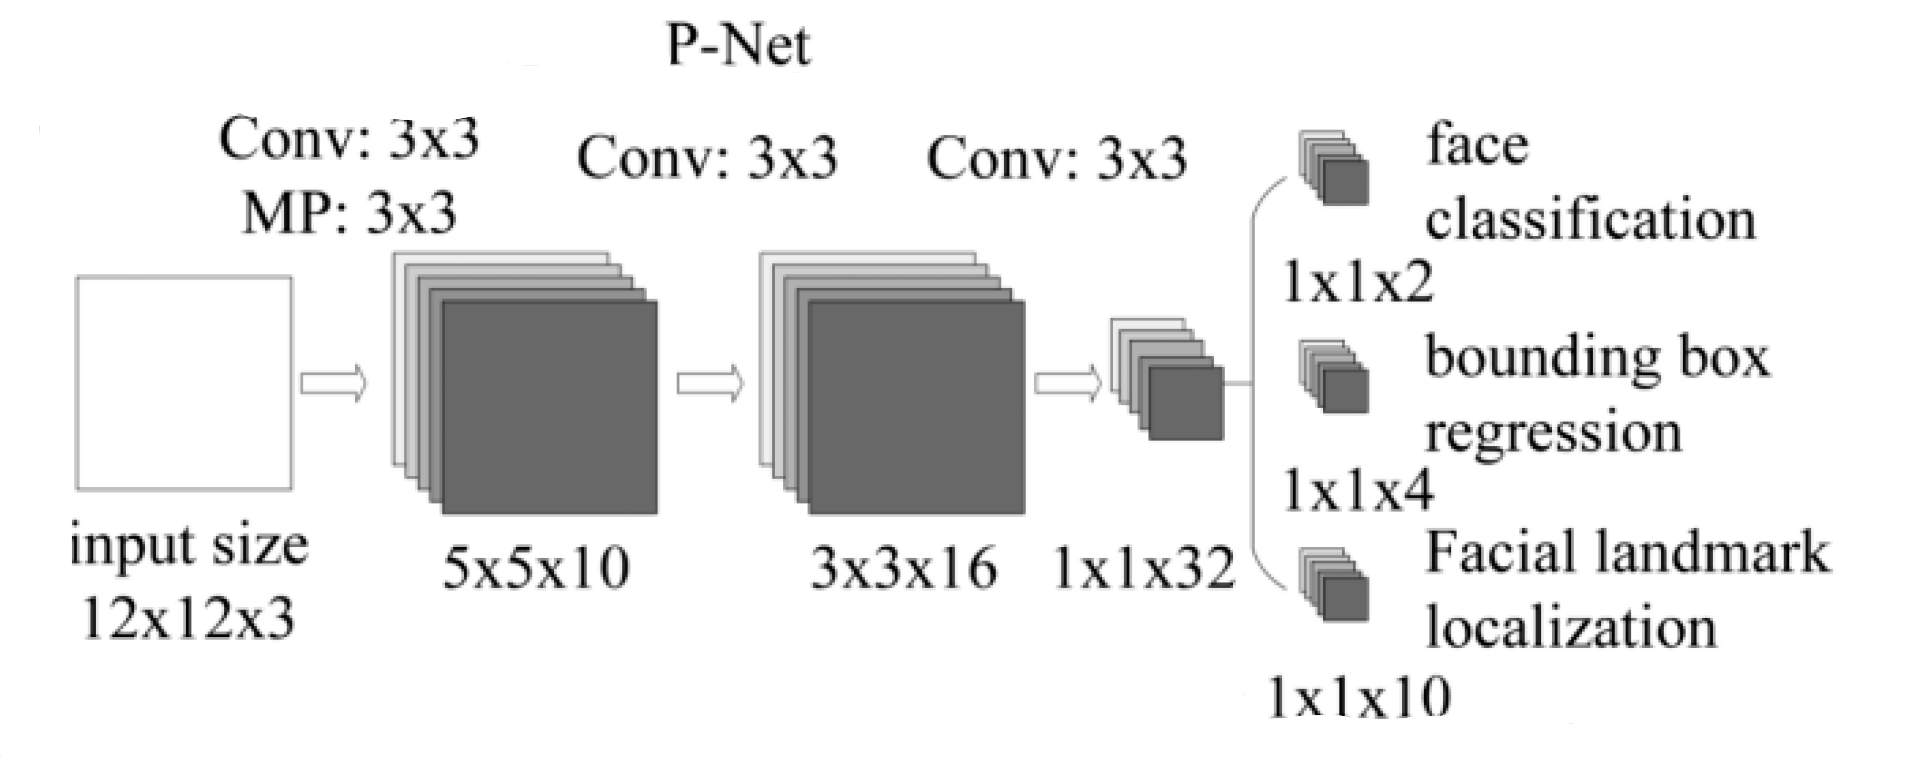 P-Net
Conv: 3x3
MP: 3x3
Conv: 3x3
Conv: 3x3
input size
12x12x3
5x5x10
3x3x16
1x1x32
face
classification
1x1x2
bounding box
regression
1x1x4
Facial landmark
localization
1x1x10